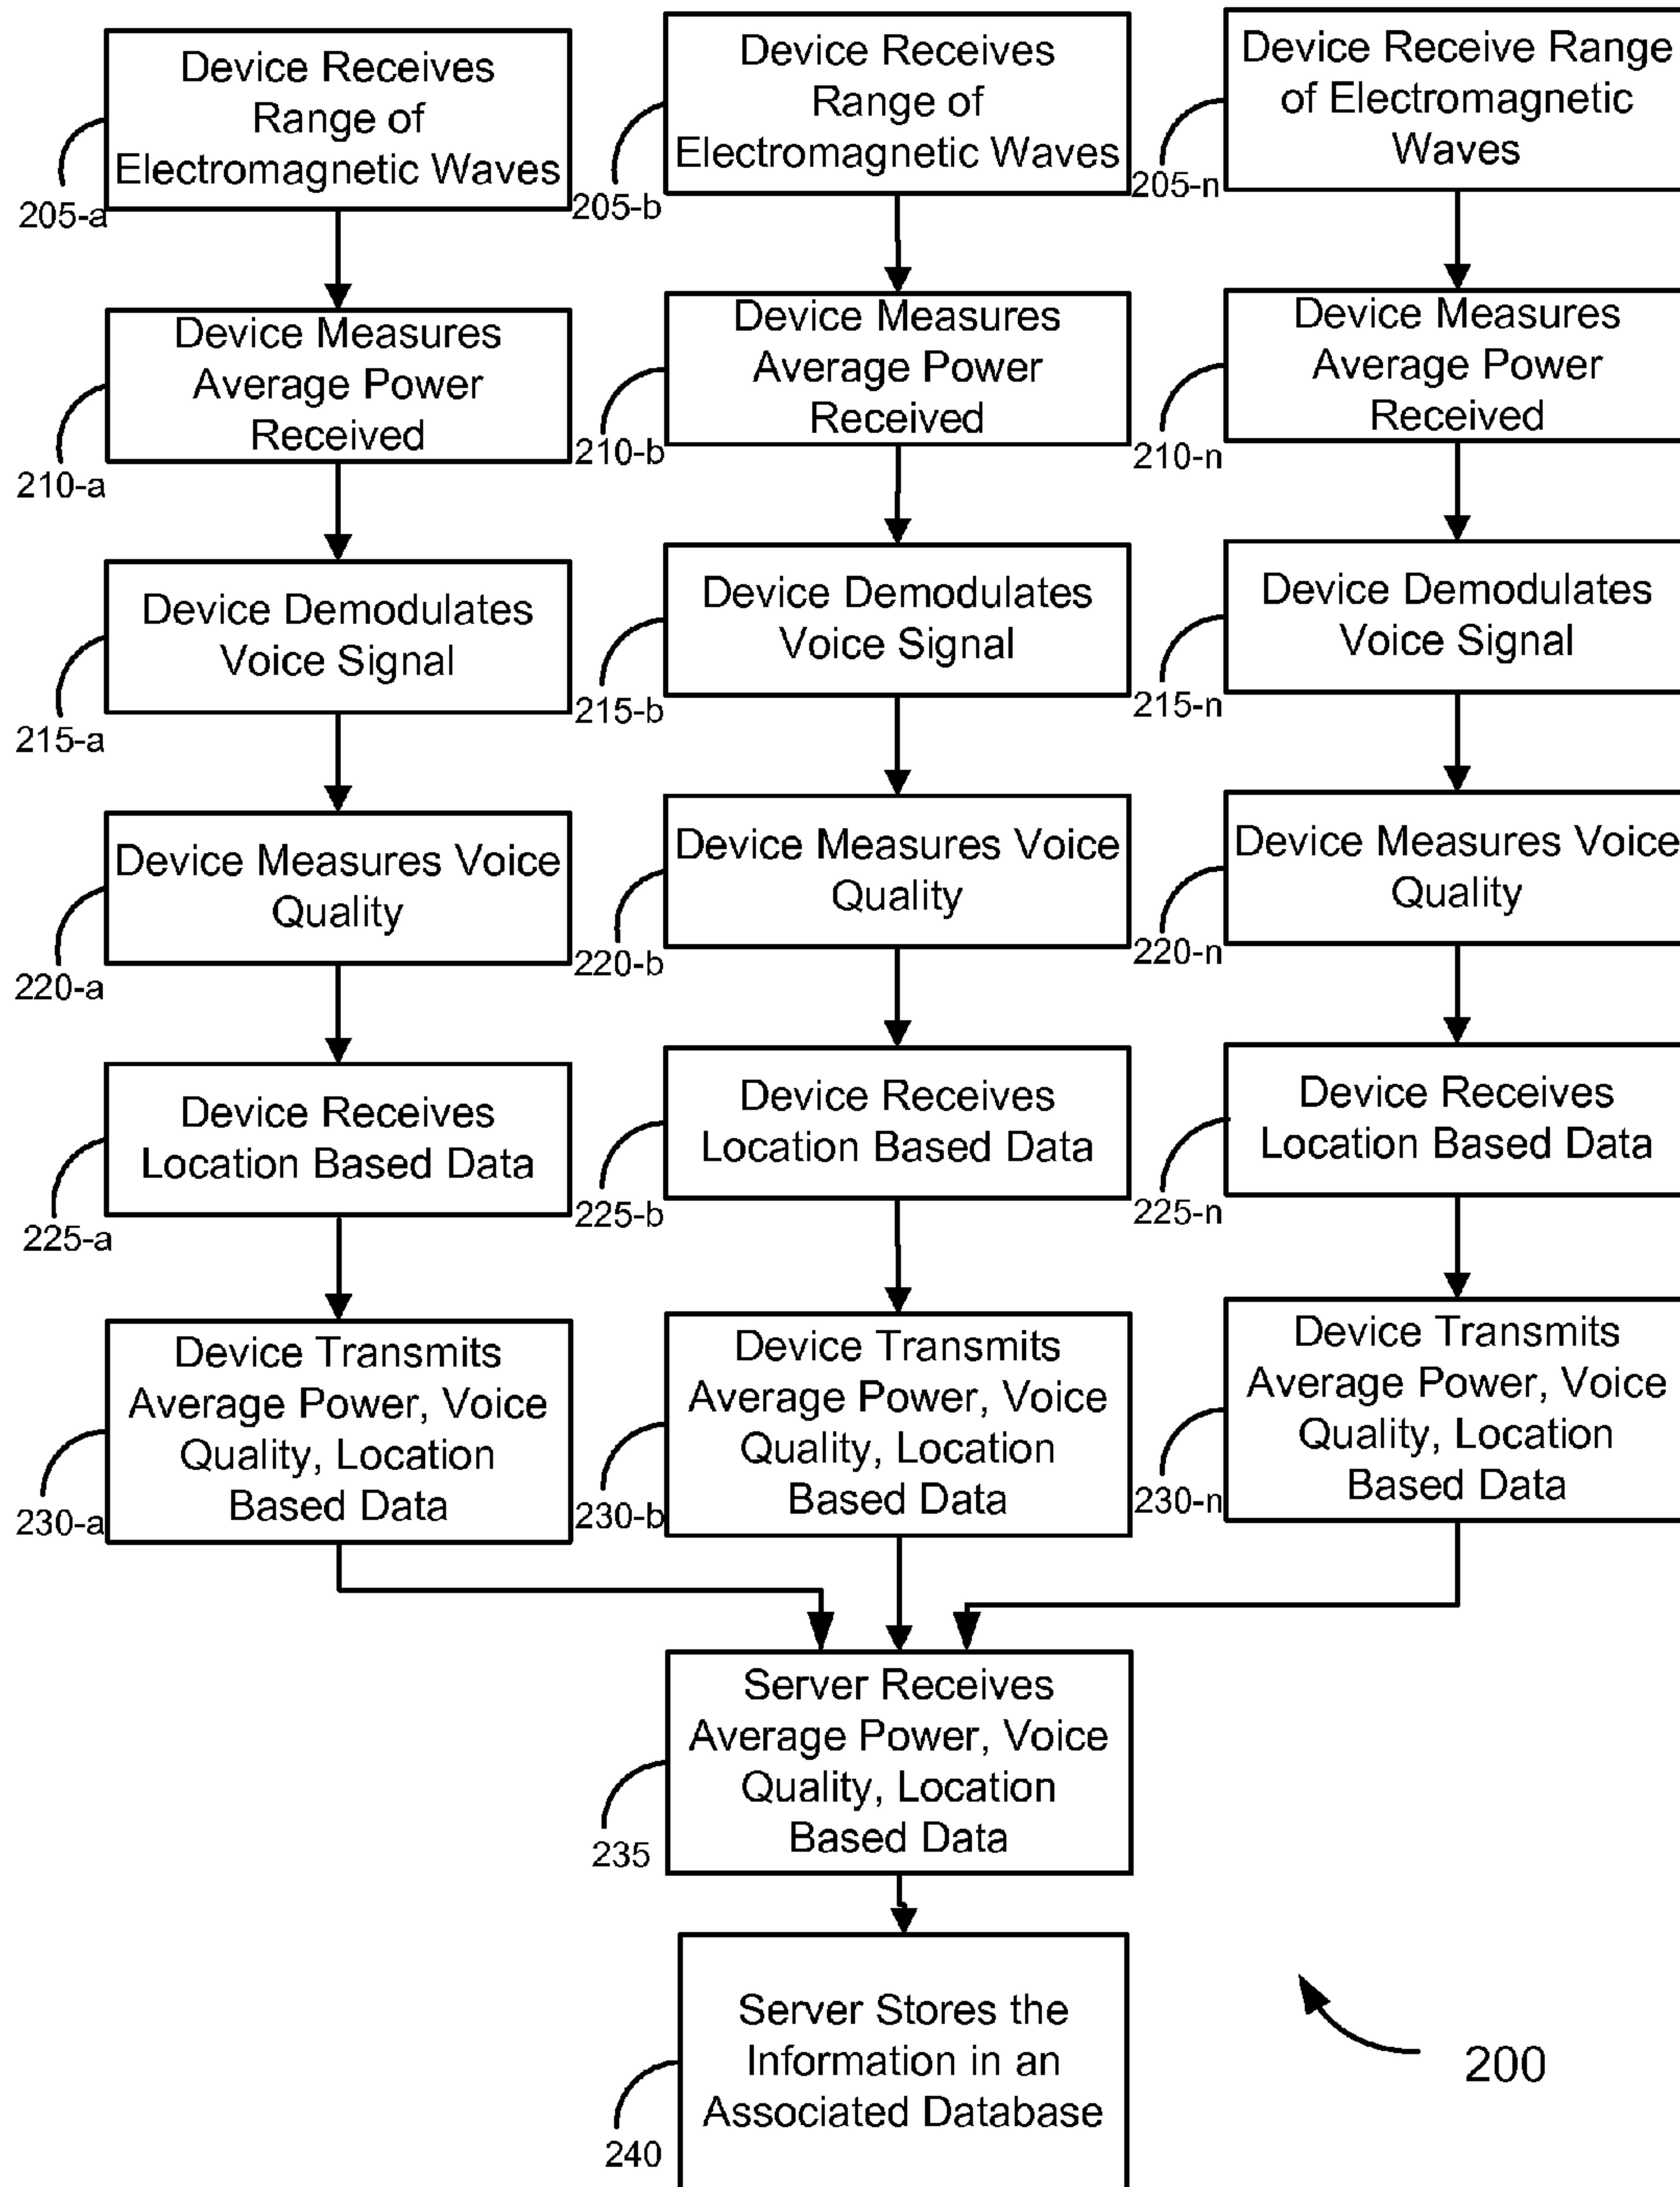 Device Receives
Range of
Electromagnetic Waves
205-a
Device Receives
Range of
Electromagnetic Waves
205-b
Device Receive Range
of Electromagnetic
Waves
205-n
Device Measures
Average Power
Received
210-a
Device Measures
Average Power
Received
210-b
Device Measures
Average Power
Received
210-n
Device Demodulates
Voice Signal
215-a
Device Demodulates
Voice Signal
215-b
Device Demodulates
Voice Signal
215-n
Device Measures Voice
Quality
220-a
Device Measures Voice
Quality
220-b
Device Measures Voice
Quality
220-n
Device Receives
Location Based Data
225-a
Device Receives
Location Based Data
225-b
Device Receives
Location Based Data
225-n
Device Transmits
Average Power, Voice
Quality, Location
Based Data
230-a
Device Transmits
Average Power, Voice
Quality, Location
Based Data
230-b
Device Transmits
Average Power, Voice
Quality, Location
Based Data
230-n
Server Receives
Average Power, Voice
Quality, Location
Based Data
235
Server Stores the
Information in an
Associated Database
240
200